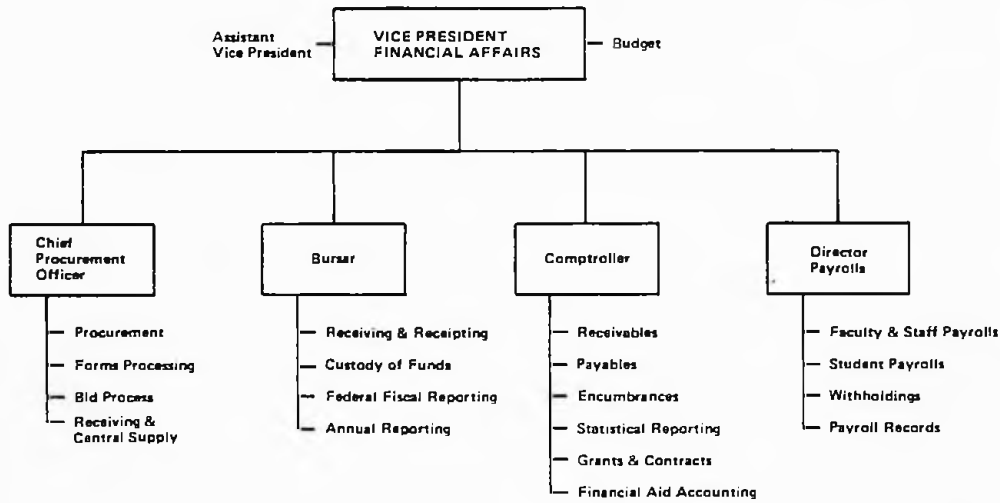 Assistant
Vice President
VICE PRESIDENT
FINANCIAL AFFAIRS
Budget
Chief
Procurement
Officer
Procurement
Forms Processing
Bid Process
Receiving &
Central Supply
Bursar
Receiving & Receipting
Custody of Funds
Federal Fiscal Reporting
Annual Reporting
Comptroller
Receivables
Payables
Encumbrances
Statistical Reporting
Grants & Contracts
Financial Aid Accounting
Director
Payrolls
Faculty & Staff Payrolls
Student Payrolls
Withholdings
Payroll Records